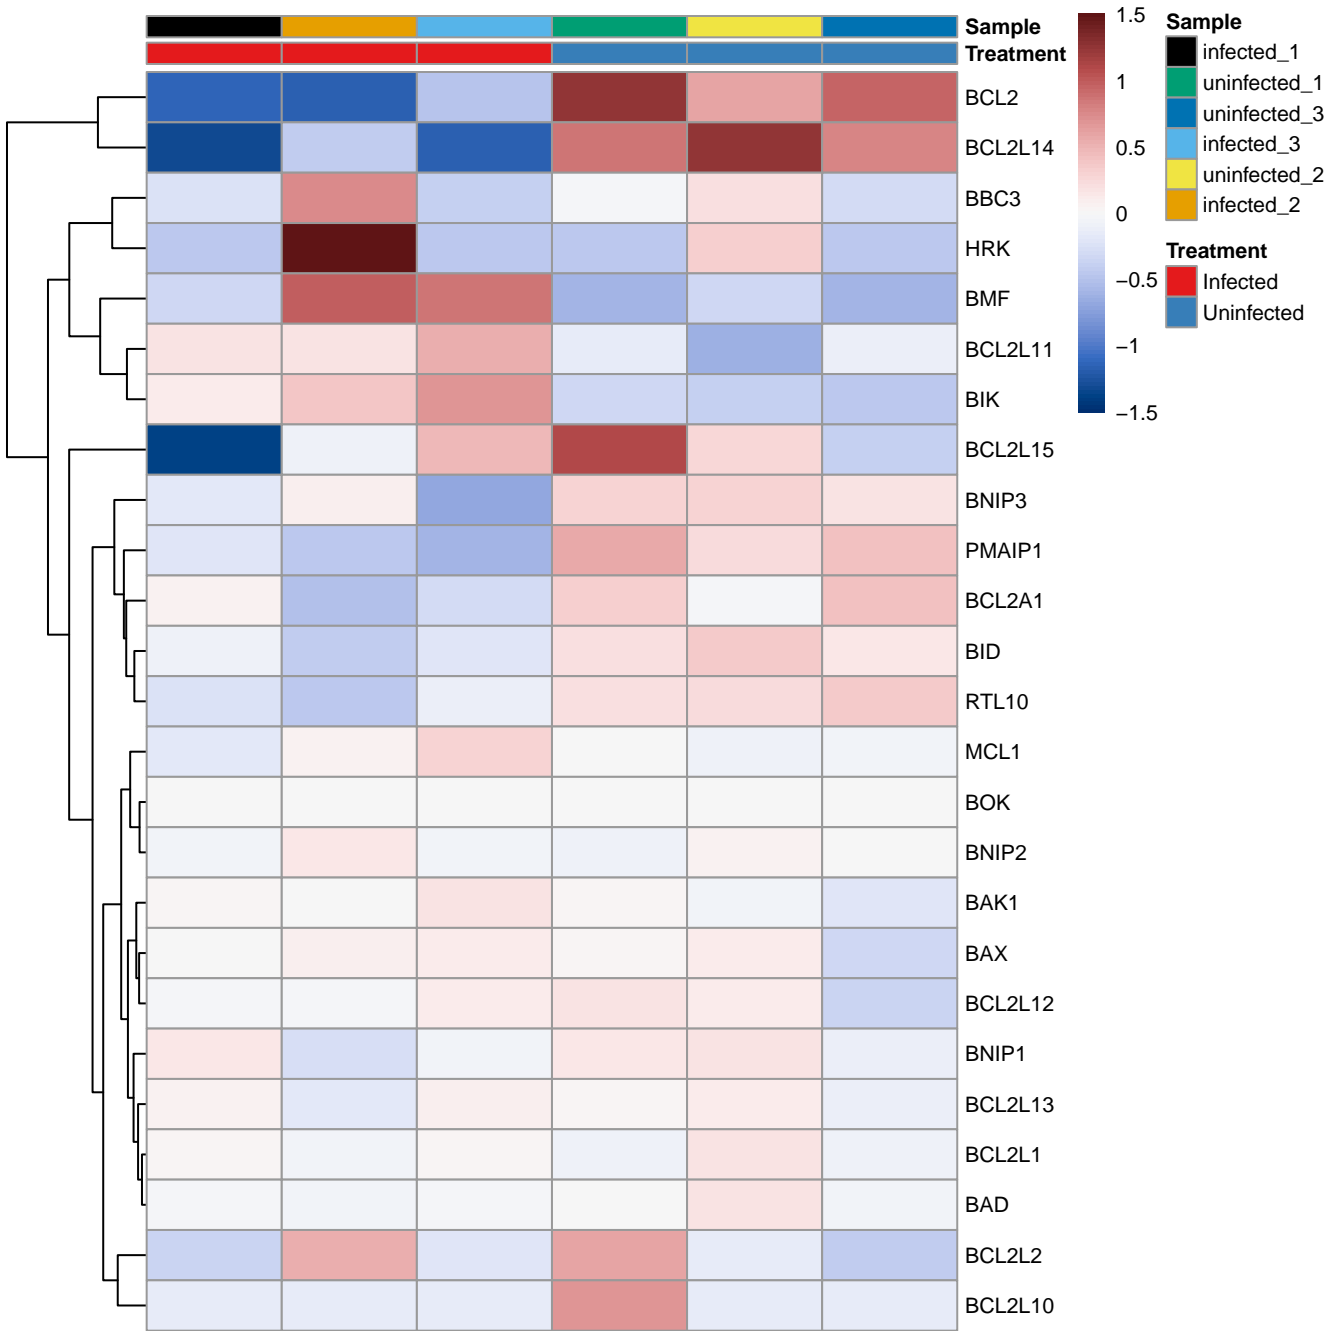 Sample
Treatment
BCL2
BCL2L14
BBC3
HRK
BMF
BCL2L11
BIK
BCL2L15
BNIP3
PMAIP1
BCL2A1
BID
RTL10
MCL1
BOK
BNIP2
BAK1
BAX
BCL2L12
BNIP1
BCL2L13
BCL2L1
BAD
BCL2L2
BCL2L10
1.5
1
0.5
0
−0.5
−1
−1.5
Sample
infected_1
uninfected_1
uninfected_3
infected_3
uninfected_2
infected_2
Treatment
Infected
Uninfected